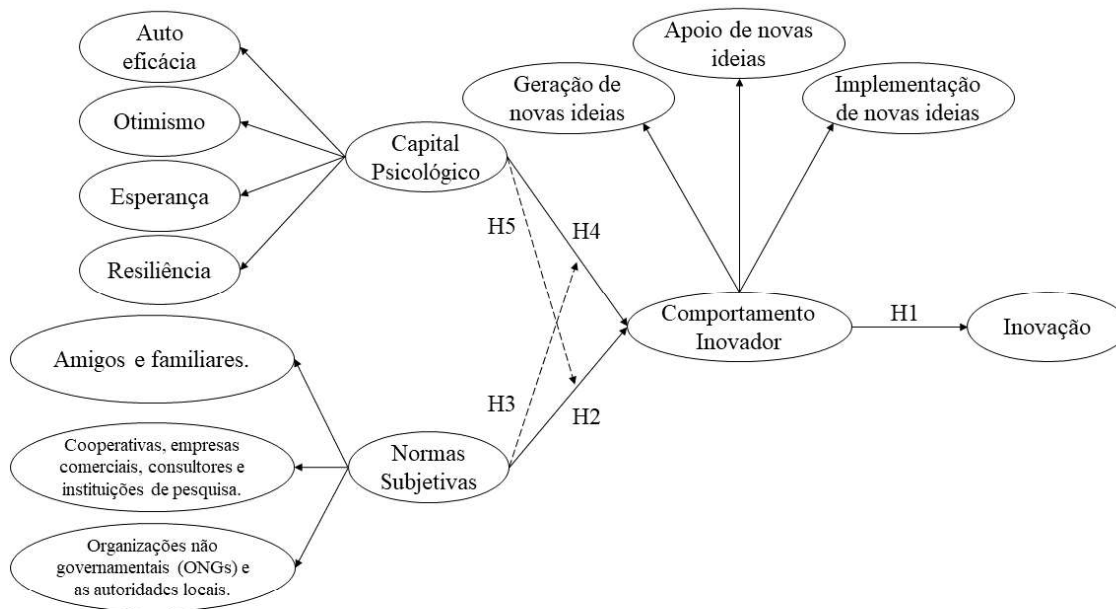 Auto
eficácia
Otimismo
Esperança
Resiliência
Capital
Psicológico
Geração de
novas ideias
Apoio de novas
ideias
Implementação
de novas ideias
H5
H4
Comportamento
Inovador
H1
Inovação
H3
H2
Amigos e familiares.
Cooperativas, empresas
comerciais, consultores e
instituições de pesquisa.
Organizações não
governamentais (ONGs) e
as autoridades locais.
Normas
Subjetivas